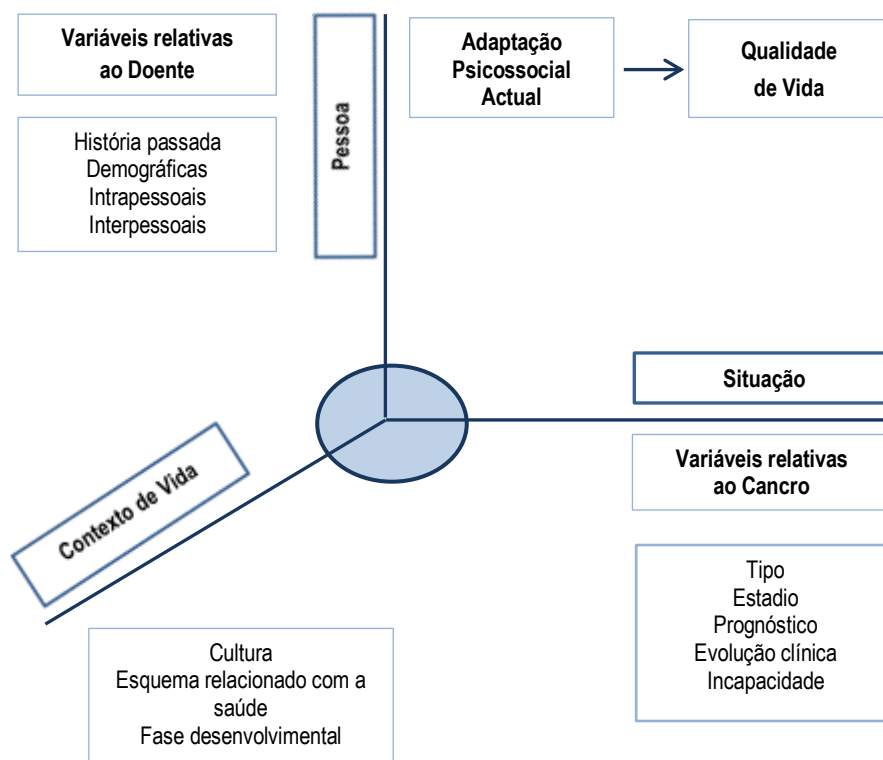 Variáveis relativas
ao Doente
História passada
Demográficas
Intrapessoais
Interpessoais
Pessoa
Adaptação
Psicossocial
Actual
Qualidade
de Vida
Situação
Variáveis relativas
ao Cancro
Tipo
Estadio
Prognóstico
Evolução clínica
Incapacidade
Contexto de Vida
Cultura
Esquema relacionado com a
saúde
Fase desenvolvimental